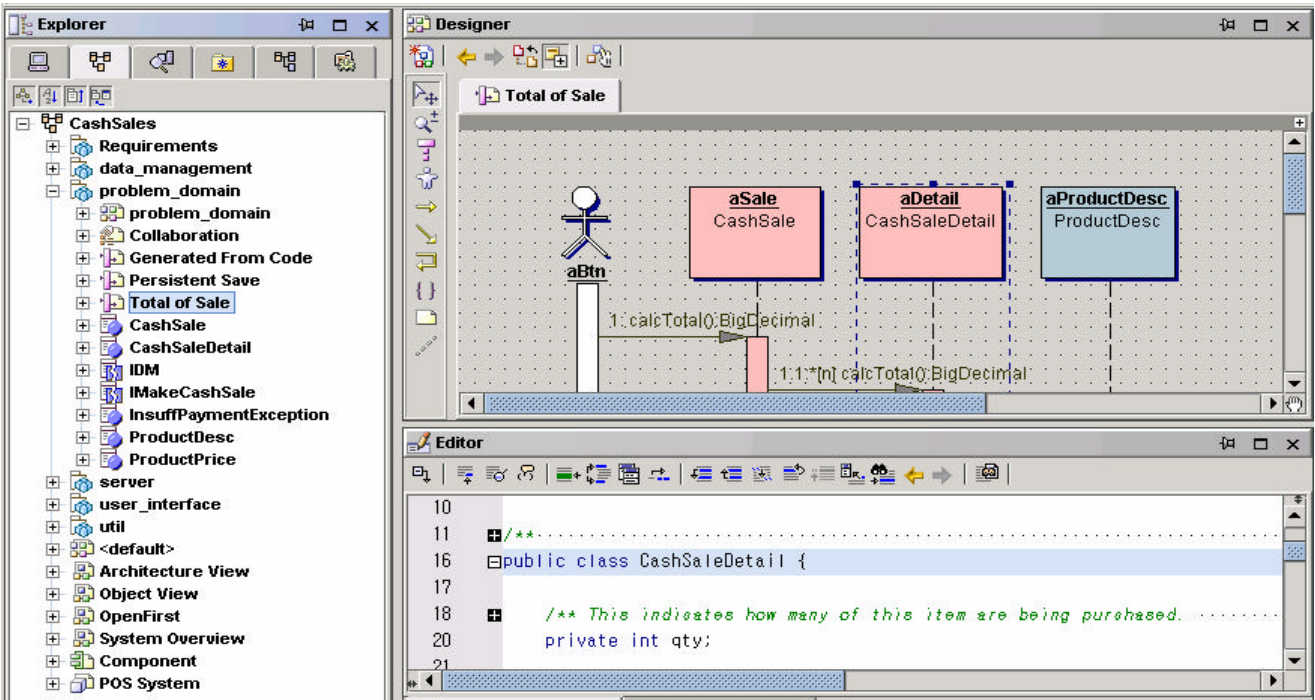 Explorer
CashSales
Requirements
data_management
problem_domain
problem_domain
Collaboration
Generated From Code
Persistent Save
Total of Sale
CashSale
CashSaleDetail
IDM
IMakeCashSale
InsuffPaymentException
ProductDesc
ProductPrice
server
user_interface
util
<default>
Architecture View
Object View
OpenFirst
System Overview
Component
POS System
Designer
Total of Sale
aSale
CashSale
aDetail
CashSaleDetail
aProductDesc
ProductDesc
aBtn
1: calcTotal():BigDecimal
1.1:*[n] calcTotal():BigDecimal
Editor
10
11 /**
16 public class CashSaleDetail {
17
18 /** This indicates how many of this item are being purchased.
20 private int qty;
21